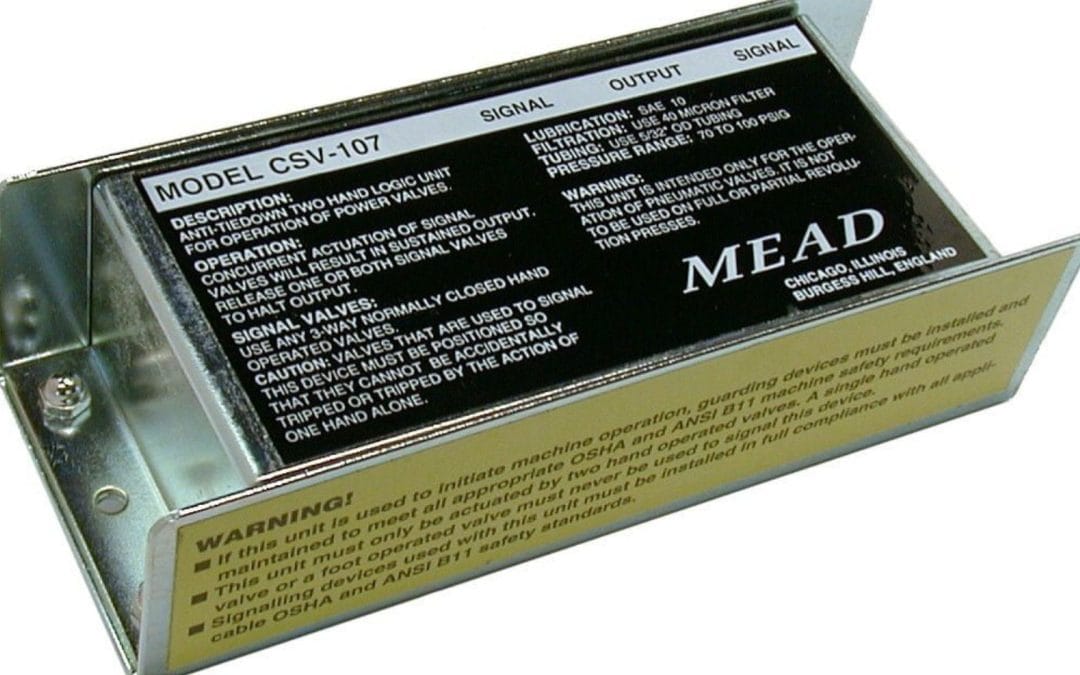 MODEL CSV-107 SIGNAL OUTPUT SIGNAL
DESCRIPTION:
ANTI-TIEDOWN TWO HAND LOGIC UNIT
FOR OPERATION OF POWER VALVES.
OPERATION:
CONCURRENT ACTUATION OF SIGNAL
VALVES WILL RESULT IN SUSTAINED OUTPUT.
RELEASE ONE OR BOTH SIGNAL VALVES
TO HALT OUTPUT.
SIGNAL VALVES:
USE ANY 3-WAY NORMALLY CLOSED HAND
OPERATED VALVES.
CAUTION: VALVES THAT ARE USED TO SIGNAL
THIS DEVICE MUST BE POSITIONED SO
THAT THEY CANNOT BE ACCIDENTALLY
TRIPPED OR TRIPPED BY THE ACTION OF
ONE HAND ALONE.
LUBRICATION: SAE 10
FILTRATION: USE 40 MICRON FILTER
TUBING: USE 5/32" OD TUBING
PRESSURE RANGE: 70 TO 100 PSIG
WARNING:
THIS UNIT IS INTENDED ONLY FOR THE OPER-
ATION OF PNEUMATIC VALVES. IT IS NOT
TO BE USED ON FULL OR PARTIAL REVOLU-
TION PRESSES.
MEAD
CHICAGO, ILLINOIS
BURGESS HILL, ENGLAND
WARNING!
■ If this unit is used to initiate machine operation, guarding devices must be installed and
maintained to meet all appropriate OSHA and ANSI B11 machine safety requirements.
■ This unit must only be actuated by two hand operated valves. A single hand operated
valve or a foot operated valve must never be used to signal this device.
■ Signalling devices used with this unit must be installed in full compliance with all appli-
cable OSHA and ANSI B11 safety standards.